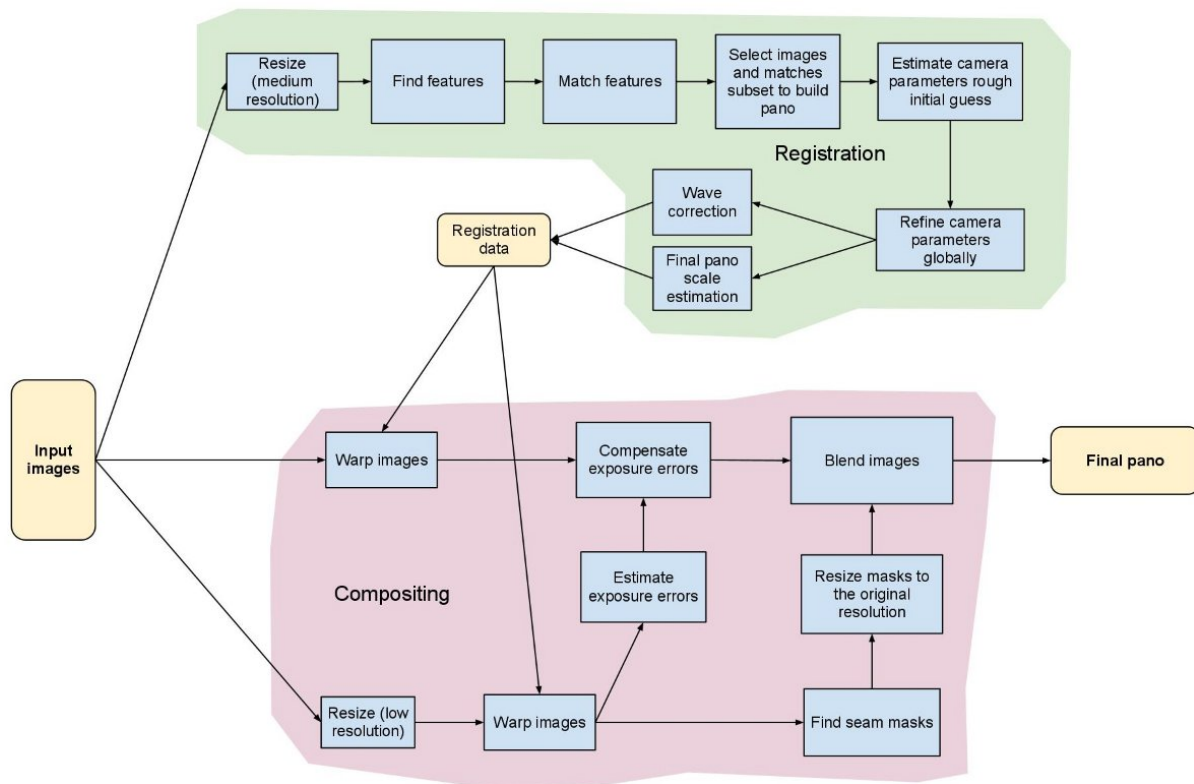 Resize
(medium
resolution)
Find features
Match features
Select images
and matches
subset to build
pano
Estimate camera
parameters rough
initial guess
Registration
Wave
correction
Refine camera
parameters
globally
Registration
data
Final pano
scale
estimation
Input
images
Warp images
Compensate
exposure errors
Blend images
Final pano
Estimate
exposure errors
Resize masks to
the original
resolution
Compositing
Resize (low
resolution)
Warp images
Find seam masks